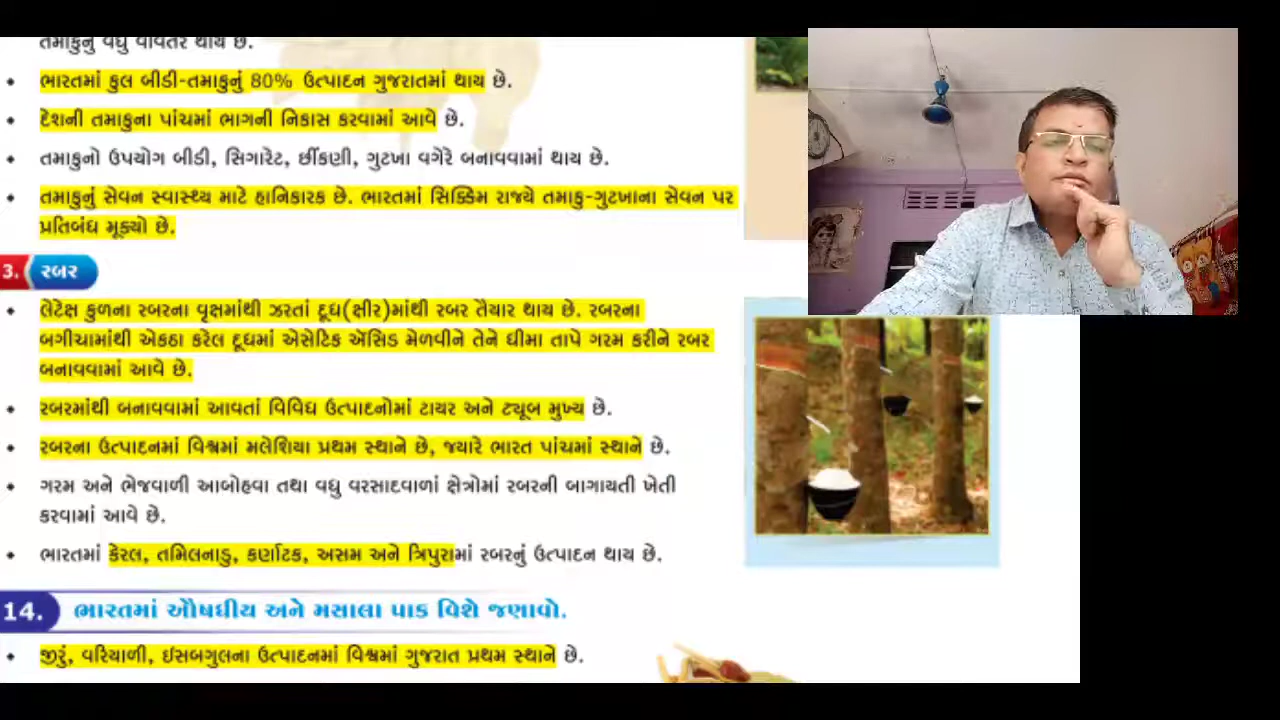 તમાકુનું વધુ વાવેતર થાય છે.
• ભારતમાં કુલ બીડી-તમાકુનું 80% ઉત્પાદન ગુજરાતમાં થાય છે.
• દેશની તમાકુના પાંચમાં ભાગની નિકાસ કરવામાં આવે છે.
• તમાકુનો ઉપયોગ બીડી, સિગારેટ, છીંકણી, ગુટખા વગેરે બનાવવામાં થાય છે.
• તમાકુનું સેવન સ્વાસ્થ્ય માટે હાનિકારક છે. ભારતમાં સિક્કિમ રાજ્યે તમાકુ-ગુટખાના સેવન પર
પ્રતિબંધ મૂક્યો છે.
3. રબર
• લેટેક્ષ કુળના રબરના વૃક્ષમાંથી ઝરતાં દૂધ(ક્ષીર)માંથી રબર તૈયાર થાય છે. રબરના
બગીચામાંથી એકઠા કરેલ દૂધમાં એસેટિક ઍસિડ મેળવીને તેને ધીમા તાપે ગરમ કરીને રબર
બનાવવામાં આવે છે.
• રબરમાંથી બનાવવામાં આવતાં વિવિધ ઉત્પાદનોમાં ટાયર અને ટ્યૂબ મુખ્ય છે.
• રબરના ઉત્પાદનમાં વિશ્વમાં મલેશિયા પ્રથમ સ્થાને છે, જ્યારે ભારત પાંચમાં સ્થાને છે.
• ગરમ અને ભેજવાળી આબોહવા તથા વધુ વરસાદવાળાં ક્ષેત્રોમાં રબરની બાગાયતી ખેતી
કરવામાં આવે છે.
• ભારતમાં કેરલ, તમિલનાડુ, કર્ણાટક, અસમ અને ત્રિપુરામાં રબરનું ઉત્પાદન થાય છે.
14. ભારતમાં ઔષધીય અને મસાલા પાક વિશે જણાવો.
• જીરું, વરિયાળી, ઈસબગુલના ઉત્પાદનમાં વિશ્વમાં ગુજરાત પ્રથમ સ્થાને છે.